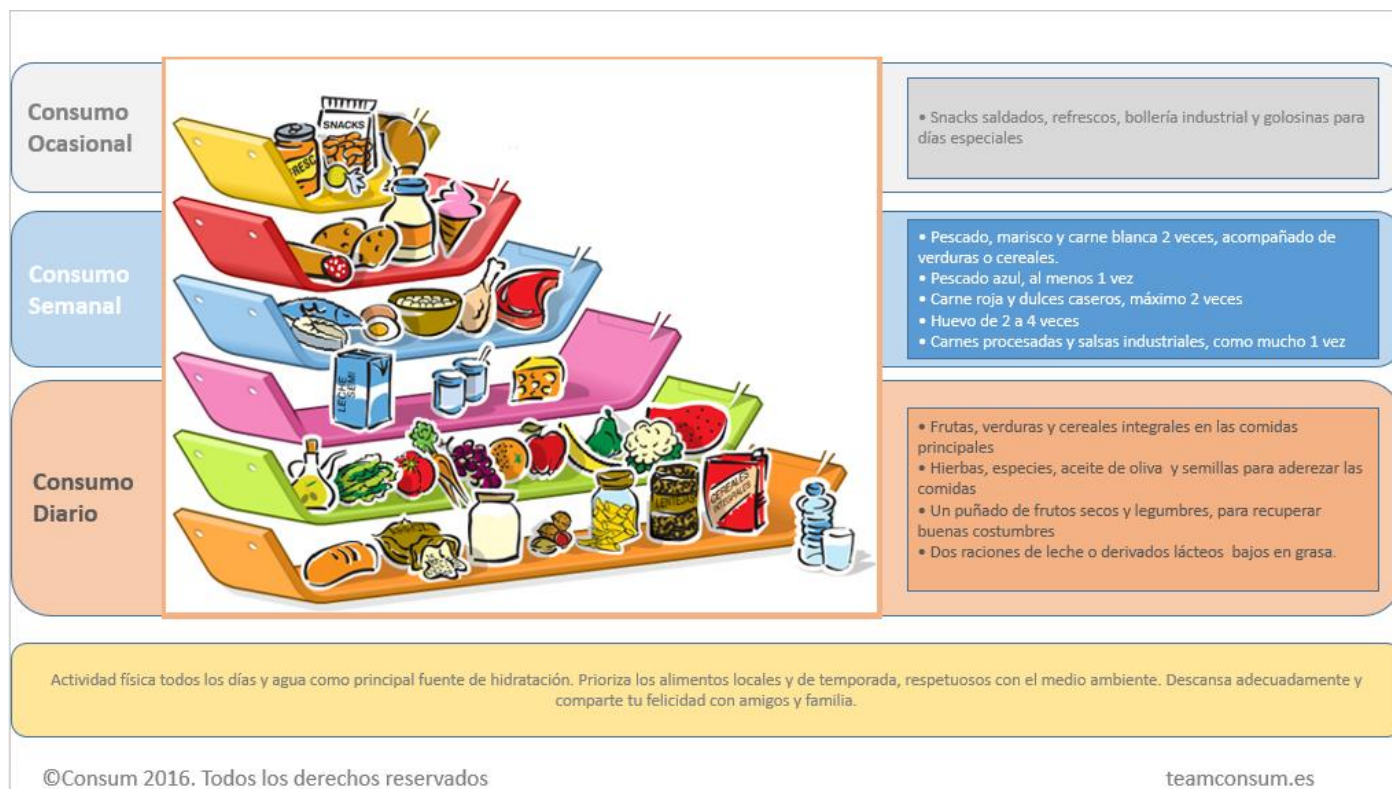 Consumo
Ocasional
SNACKS
FRESC
• Snacks saldados, refrescos, bollería industrial y golosinas para
días especiales
Consumo
Semanal
• Pescado, marisco y carne blanca 2 veces, acompañado de
verduras o cereales.
• Pescado azul, al menos 1 vez
• Carne roja y dulces caseros, máximo 2 veces
• Huevo de 2 a 4 veces
• Carnes procesadas y salsas industriales, como mucho 1 vez
LECHE
SEMI
Consumo
Diario
LENTEJAS
CEREALES
INTEGRALES
• Frutas, verduras y cereales integrales en las comidas
principales
• Hierbas, especies, aceite de oliva y semillas para aderezar las
comidas
• Un puñado de frutos secos y legumbres, para recuperar
buenas costumbres
• Dos raciones de leche o derivados lácteos bajos en grasa.
Actividad física todos los días y agua como principal fuente de hidratación. Prioriza los alimentos locales y de temporada, respetuosos con el medio ambiente. Descansa adecuadamente y
comparte tu felicidad con amigos y familia.
©Consum 2016. Todos los derechos reservados
teamconsum.es